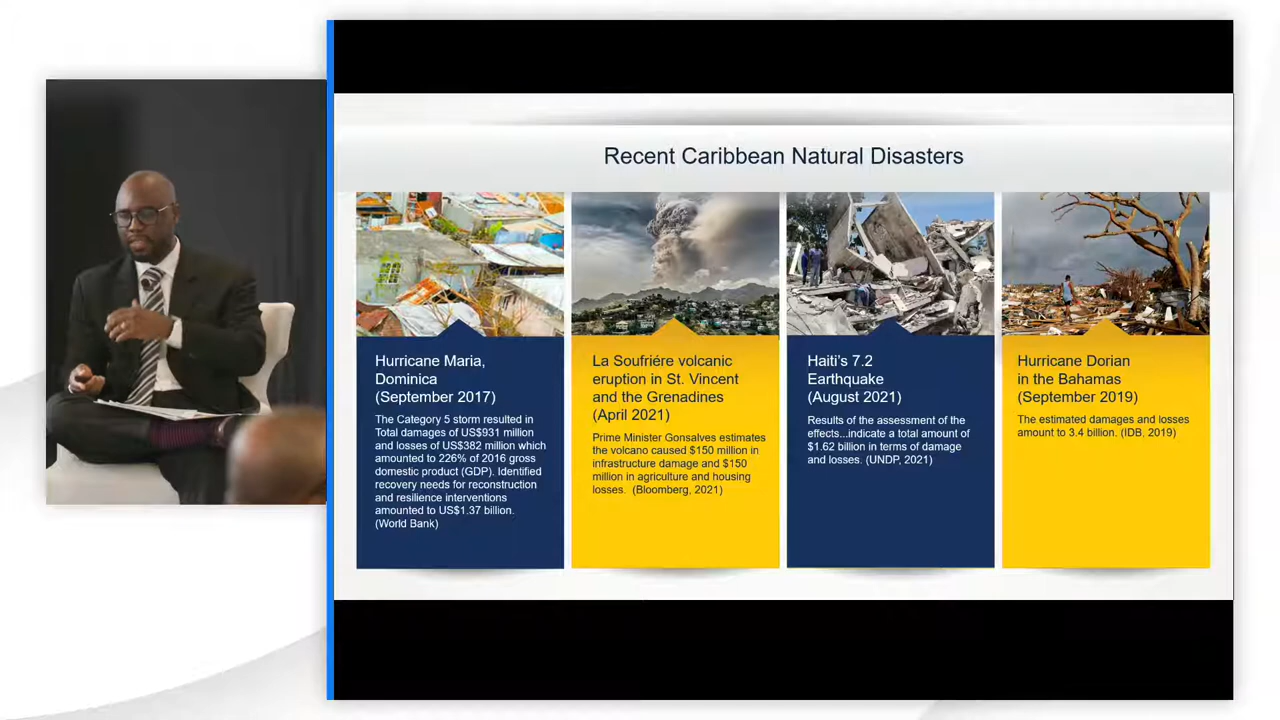 Recent Caribbean Natural Disasters
Hurricane Maria,
Dominica
(September 2017)
The Category 5 storm resulted in
Total damages of US$931 million
and losses of US$382 million which
amounted to 226% of 2016 gross
domestic product (GDP). Identified
recovery needs for reconstruction
and resilience interventions
amounted to US$1.37 billion.
(World Bank)
La Soufriére volcanic
eruption in St. Vincent
and the Grenadines
(April 2021)
Prime Minister Gonsalves estimates
the volcano caused $150 million in
infrastructure damage and $150
million in agriculture and housing
losses. (Bloomberg, 2021)
Haiti's 7.2
Earthquake
(August 2021)
Results of the assessment of the
effects...indicate a total amount of
$1.62 billion in terms of damage
and losses. (UNDP, 2021)
Hurricane Dorian
in the Bahamas
(September 2019)
The estimated damages and losses
amount to 3.4 billion. (IDB, 2019)